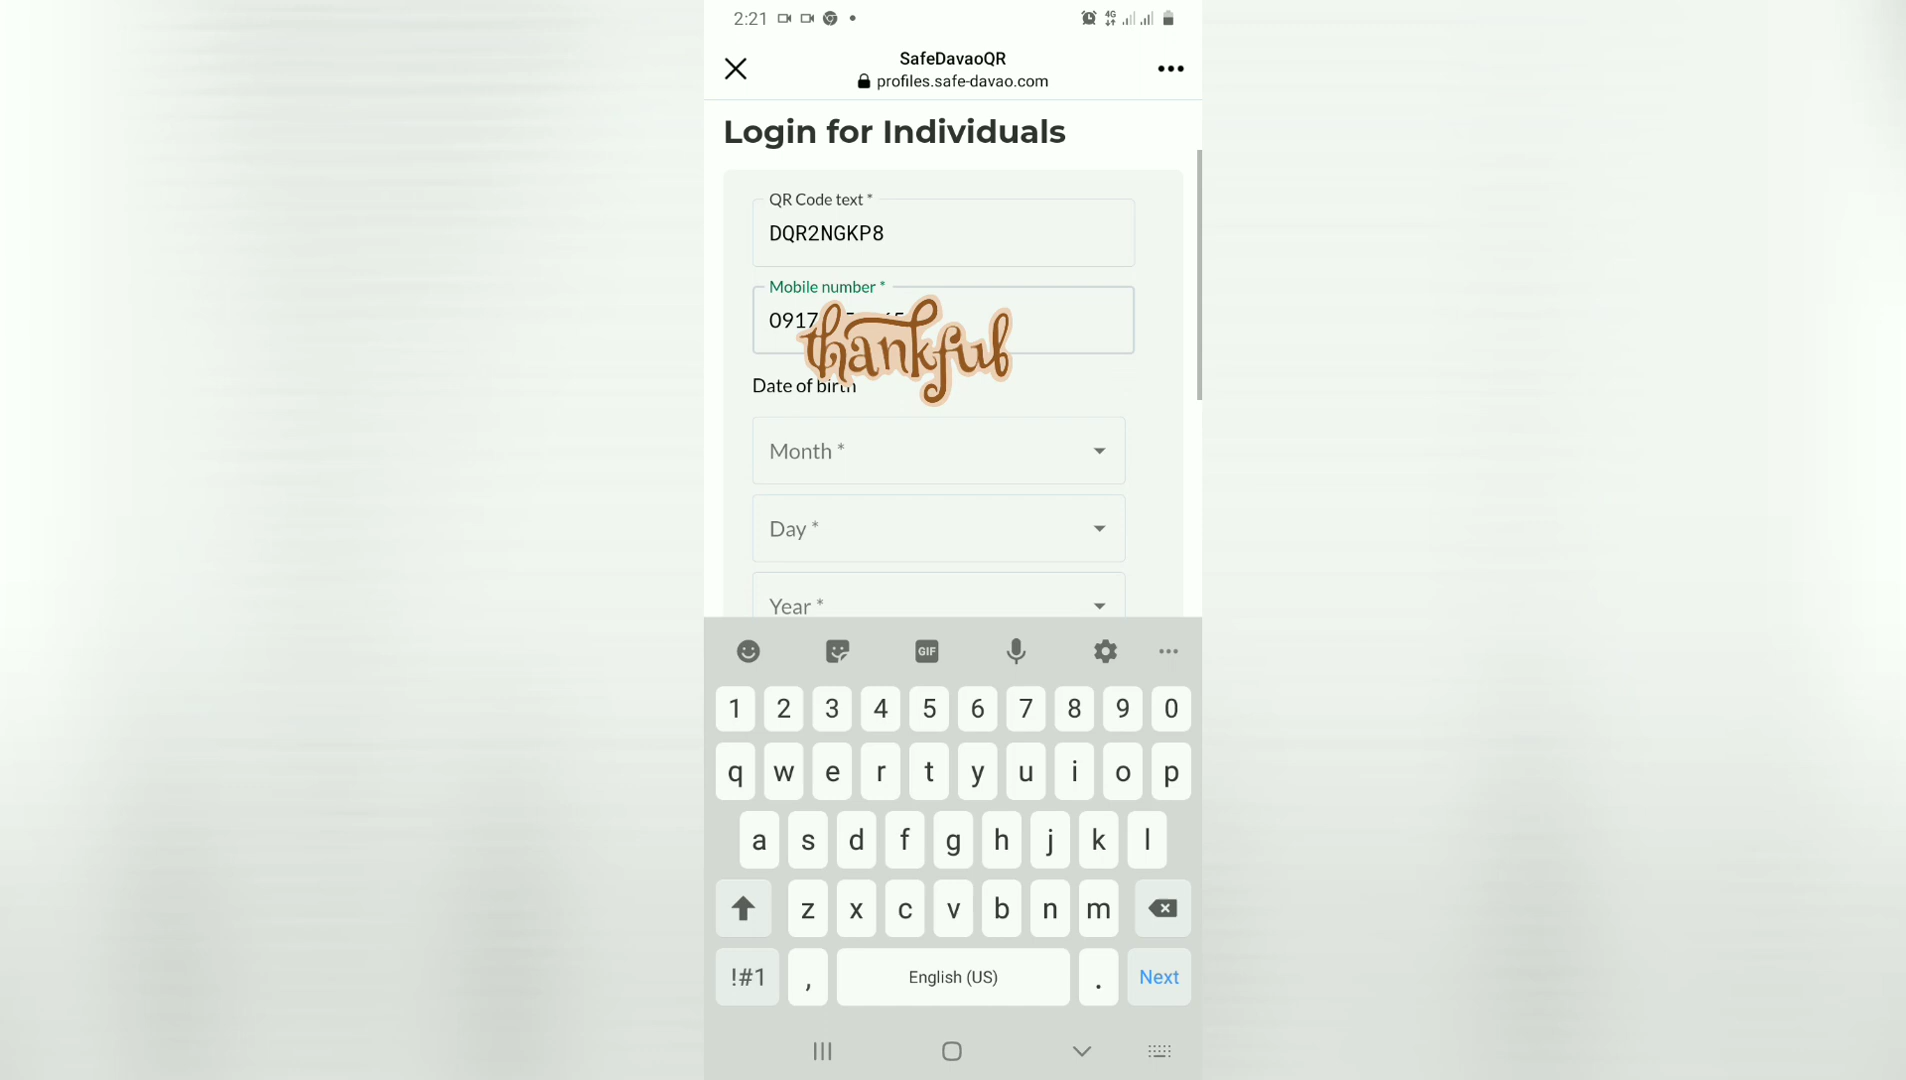 2:21
4G
SafeDavaoQR
profiles.safe-davao.com
Login for Individuals
QR Code text *
DQR2NGKP8
Mobile number *
0917
thankful
Date of birth
Month *
Day *
Year *
GIF
1 2 3 4 5 6 7 8 9 0
q w e r t y u i o p
a s d f g h j k l
z x c v b n m
!#1 , English (US) . Next